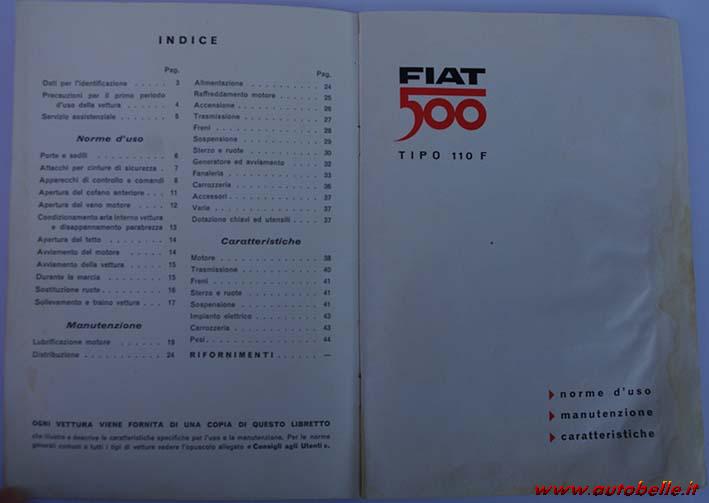 INDICE
Pag.
Dati per l'identificazione . . . . . 3
Precauzioni per il primo periodo
d'uso della vettura . . . . . 4
Servizio assistenziale . . . . . 5
Norme d'uso
Porte e sedili . . . . . 6
Attacchi per cinture di sicurezza . 7
Apparecchi di controllo e comandi 8
Apertura del cofano anteriore . . . 11
Apertura del vano motore . . . . 12
Condizionamento aria interno vettura
e disappannamento parabrezza 13
Apertura del tetto . . . . . 14
Avviamento del motore . . . . . 14
Avviamento della vettura . . . . . 15
Durante la marcia . . . . . 15
Sostituzione ruote . . . . . 16
Sollevamento e traino vettura . . . 17
Manutenzione
Lubrificazione motore . . . . . 19
Distribuzione . . . . . 24
Pag.
Alimentazione . . . . . 24
Raffreddamento motore . . . . . 25
Accensione . . . . . 26
Trasmissione . . . . . 27
Freni . . . . . 28
Sospensione . . . . . 29
Sterzo e ruote . . . . . 30
Generatore ed avviamento . . . . . 32
Fanaleria . . . . . 33
Carrozzeria . . . . . 36
Accessori . . . . . 37
Varie . . . . . 37
Dotazione chiavi ed utensili . . . . 37
Caratteristiche
Motore . . . . . 38
Trasmissione . . . . . 40
Freni . . . . . 41
Sterzo e ruote . . . . . 41
Sospensione . . . . . 41
Impianto elettrico . . . . . 43
Carrozzeria . . . . . 43
Pesi . . . . . 44
RIFORNIMENTI . . . . . —
OGNI VETTURA VIENE FORNITA DI UNA COPIA DI QUESTO LIBRETTO
che illustra e descrive le caratteristiche specifiche per l'uso e la manutenzione. Per le norme
generali comuni a tutti i tipi di vetture vedere l'opuscolo allegato « Consigli agli Utenti ».
FIAT
500
TIPO 110 F
norme d'uso
manutenzione
caratteristiche
www.autobelle.it